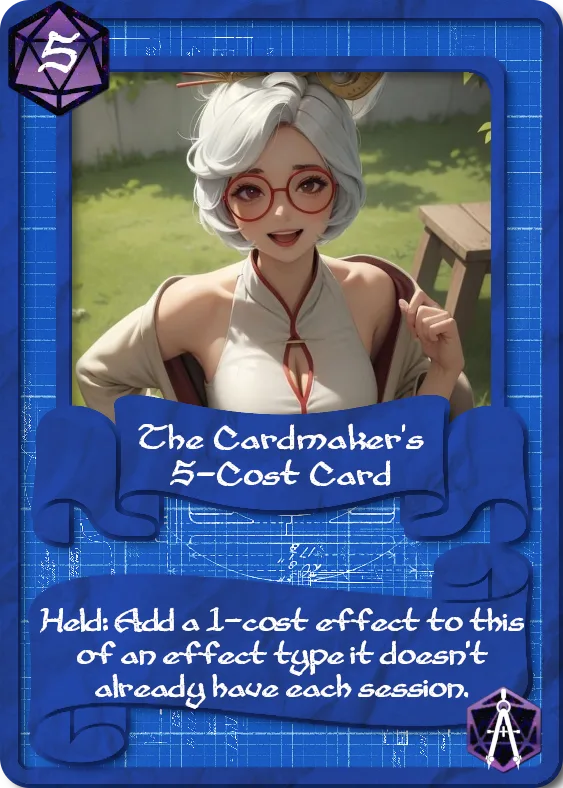 5
The Cardmaker's
5-Cost Card
Held: Add a 1-cost effect to this
of an effect type it doesn't
already have each session.